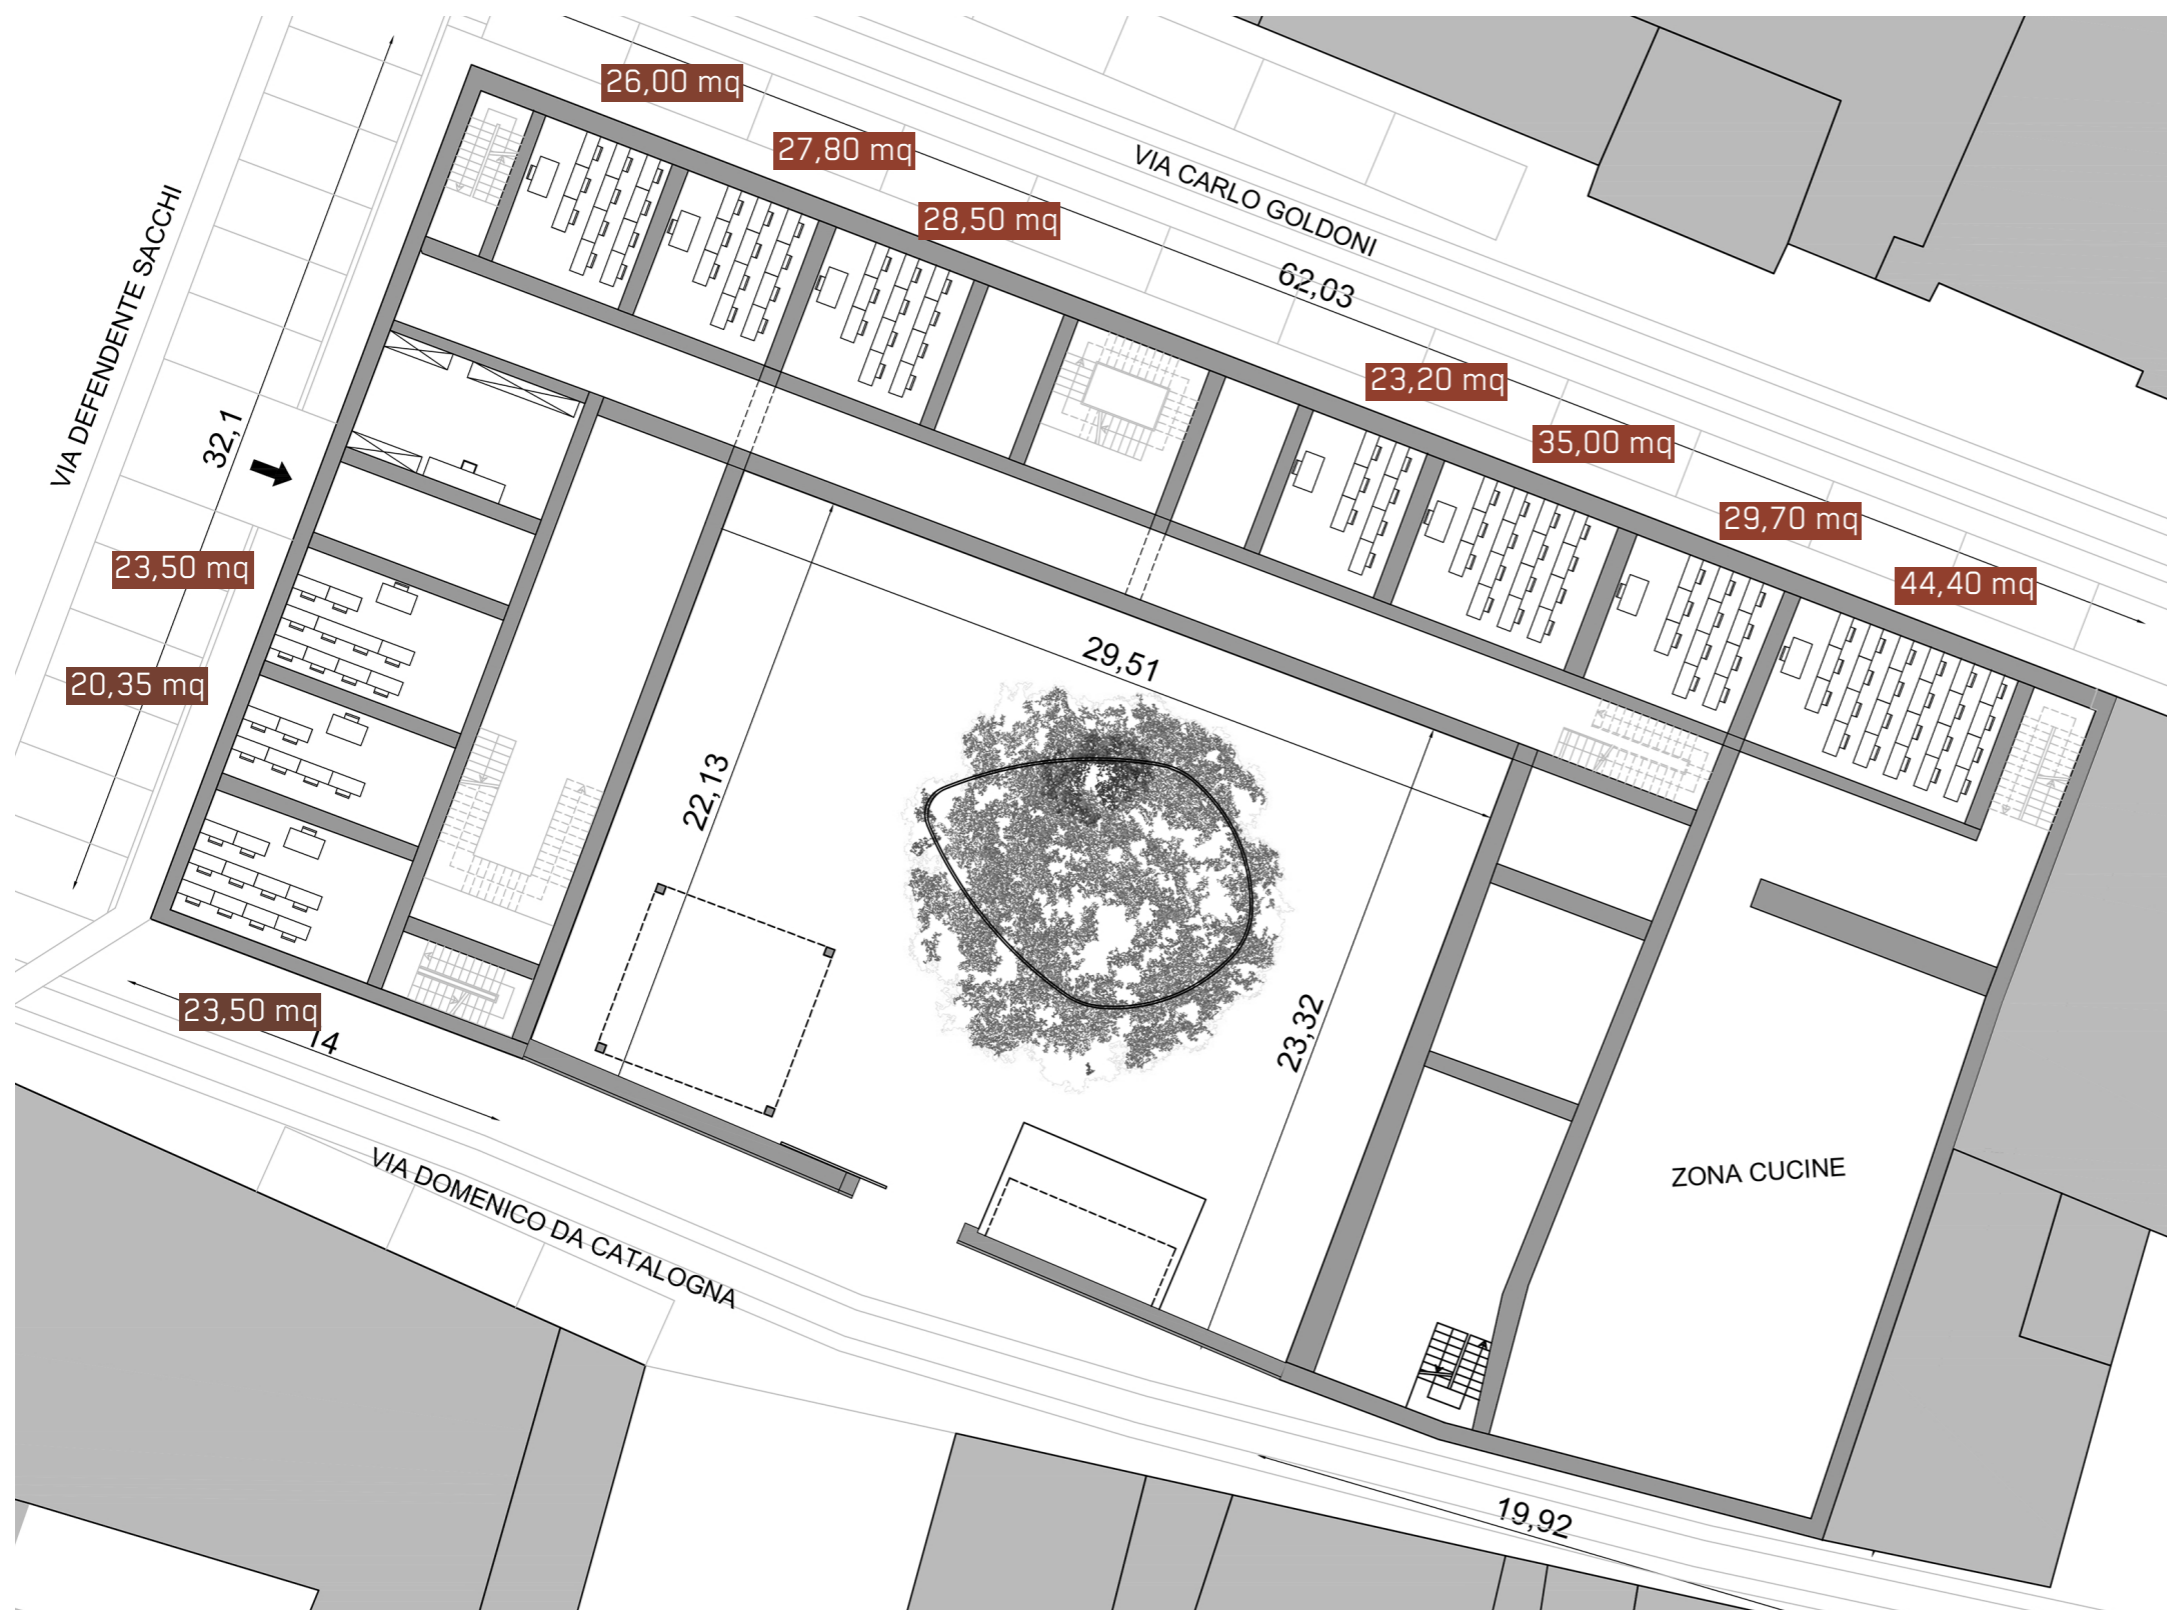 26,00 mq
27,80 mq
VIA CARLO GOLDONI
28,50 mq
62,03
VIA DEFENDENTE SACCHI
23,20 mq
32,1
35,00 mq
29,70 mq
23,50 mq
44,40 mq
29,51
20,35 mq
22,13
23,50 mq
23,32
14
ZONA CUCINE
VIA DOMENICO DA CATALOGNA
19,92